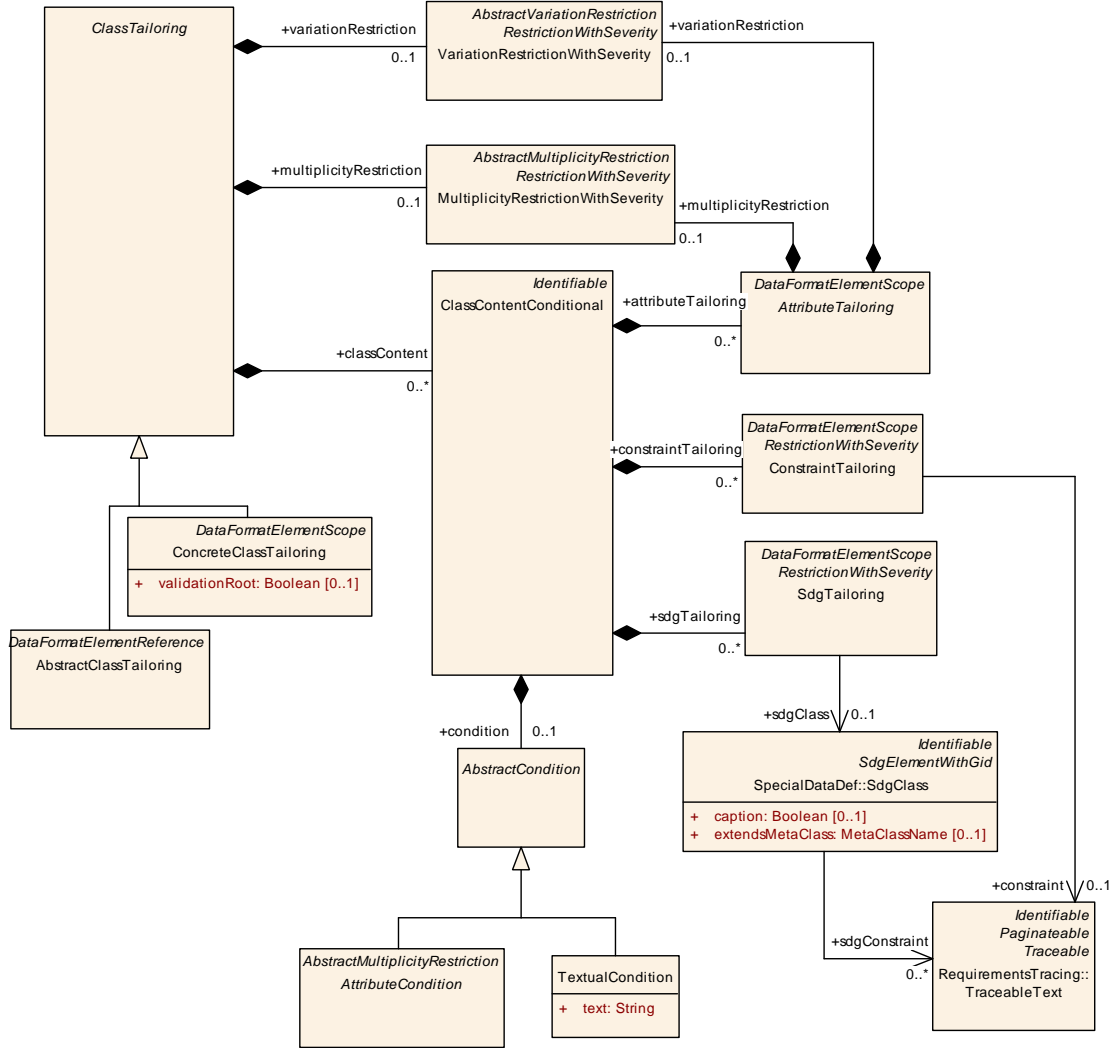 ClassTailoring
+variationRestriction
0..1
AbstractVariationRestriction
RestrictionWithSeverity
VariationRestrictionWithSeverity
+variationRestriction
0..1
+multiplicityRestriction
0..1
AbstractMultiplicityRestriction
RestrictionWithSeverity
MultiplicityRestrictionWithSeverity
+multiplicityRestriction
0..1
Identifiable
ClassContentConditional
+attributeTailoring
0..*
DataFormatElementScope
AttributeTailoring
+classContent
0..*
+constraintTailoring
0..*
DataFormatElementScope
RestrictionWithSeverity
ConstraintTailoring
DataFormatElementScope
ConcreteClassTailoring
+ validationRoot: Boolean [0..1]
DataFormatElementScope
RestrictionWithSeverity
SdgTailoring
+sdgTailoring
0..*
DataFormatElementReference
AbstractClassTailoring
+sdgClass
0..1
+condition
0..1
Identifiable
SdgElementWithGid
SpecialDataDef::SdgClass
+ caption: Boolean [0..1]
+ extendsMetaClass: MetaClassName [0..1]
AbstractCondition
+constraint
0..1
+sdgConstraint
0..*
Identifiable
Paginateable
Traceable
RequirementsTracing::
TraceableText
AbstractMultiplicityRestriction
AttributeCondition
TextualCondition
+ text: String